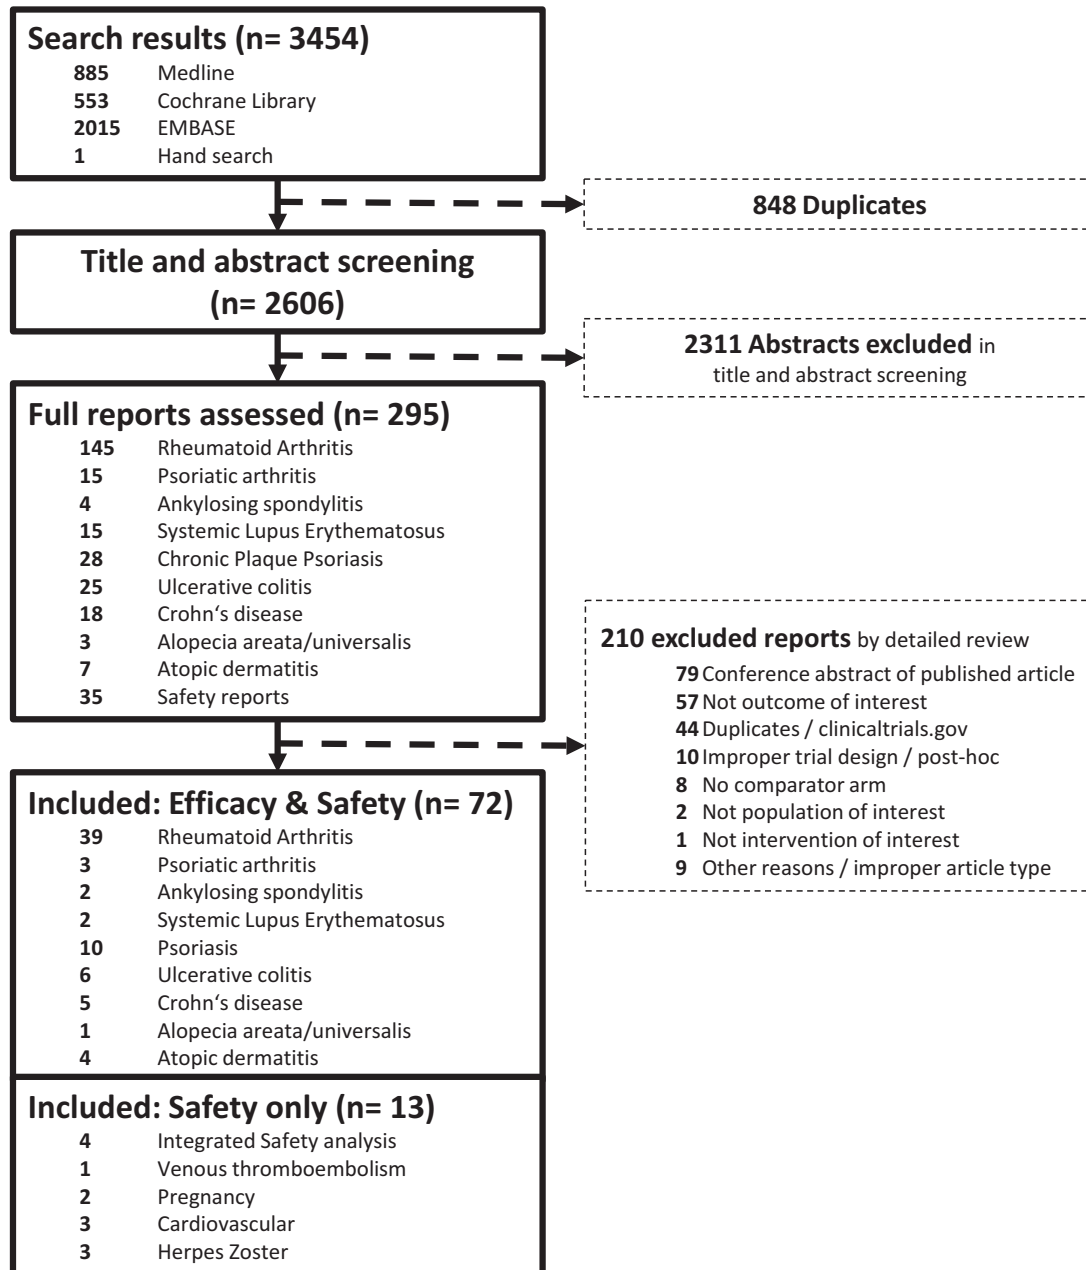 Search results (n= 3454)
885 Medline
553 Cochrane Library
2015 EMBASE
1 Hand search
848 Duplicates
Title and abstract screening
(n= 2606)
2311 Abstracts excluded in
title and abstract screening
Full reports assessed (n= 295)
145 Rheumatoid Arthritis
15 Psoriatic arthritis
4 Ankylosing spondylitis
15 Systemic Lupus Erythematosus
28 Chronic Plaque Psoriasis
25 Ulcerative colitis
18 Crohn‘s disease
3 Alopecia areata/universalis
7 Atopic dermatitis
35 Safety reports
210 excluded reports by detailed review
79 Conference abstract of published article
57 Not outcome of interest
44 Duplicates / clinicaltrials.gov
10 Improper trial design / post-hoc
8 No comparator arm
2 Not population of interest
1 Not intervention of interest
9 Other reasons / improper article type
Included: Efficacy & Safety (n= 72)
39 Rheumatoid Arthritis
3 Psoriatic arthritis
2 Ankylosing spondylitis
2 Systemic Lupus Erythematosus
10 Psoriasis
6 Ulcerative colitis
5 Crohn‘s disease
1 Alopecia areata/universalis
4 Atopic dermatitis
Included: Safety only (n= 13)
4 Integrated Safety analysis
1 Venous thromboembolism
2 Pregnancy
3 Cardiovascular
3 Herpes Zoster